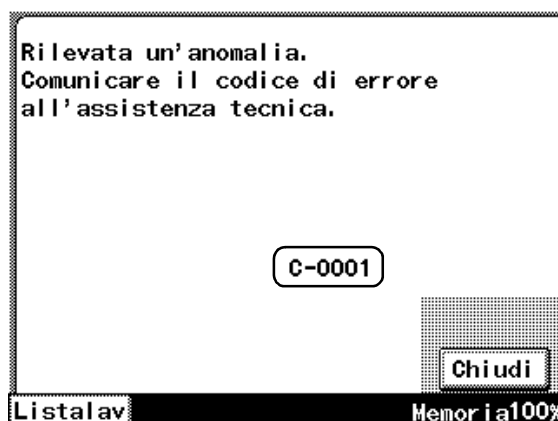 Rilevata un'anomalia.
Comunicare il codice di errore
all'assistenza tecnica.
C-0001
Chiudi
Listalav
Memoria100%